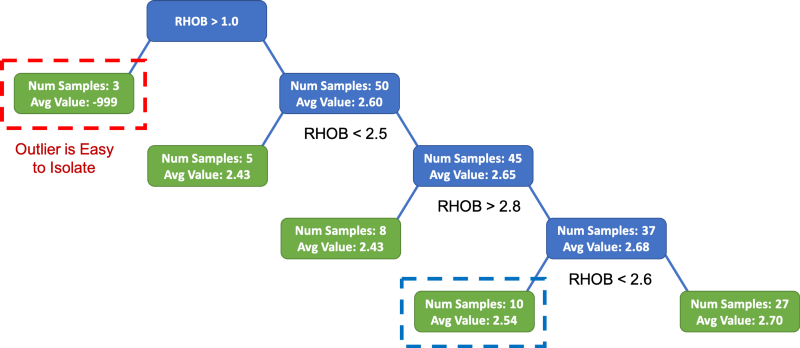 RHOB > 1.0
Num Samples: 3
Avg Value: -999
Outlier is Easy
to Isolate
Num Samples: 50
Avg Value: 2.60
RHOB < 2.5
Num Samples: 5
Avg Value: 2.43
Num Samples: 45
Avg Value: 2.65
RHOB > 2.8
Num Samples: 8
Avg Value: 2.43
Num Samples: 37
Avg Value: 2.68
RHOB < 2.6
Num Samples: 10
Avg Value: 2.54
Num Samples: 27
Avg Value: 2.70